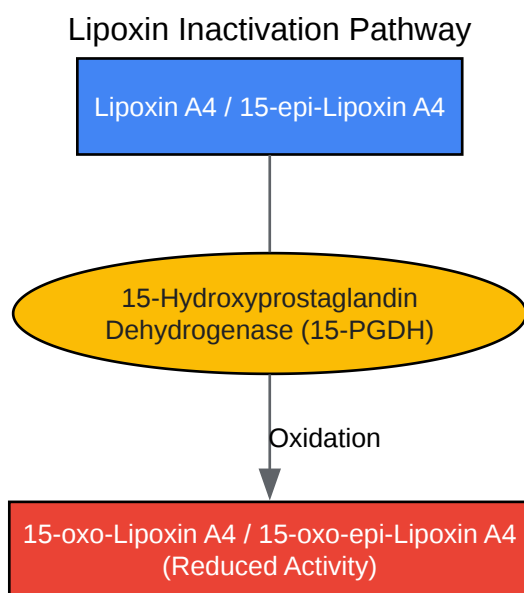 Lipoxin Inactivation Pathway
Lipoxin A4 / 15-epi-Lipoxin A4
15-Hydroxyprostaglandin
Dehydrogenase (15-PGDH)
Oxidation
15-oxo-Lipoxin A4 / 15-oxo-epi-Lipoxin A4
(Reduced Activity)